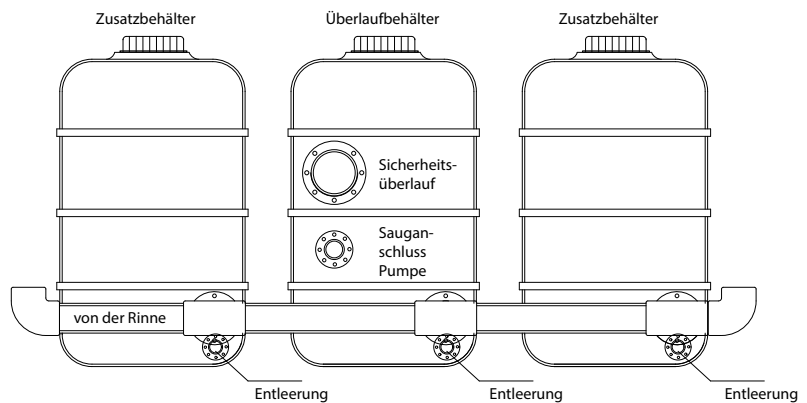 Zusatzbehälter
Überlaufbehälter
Zusatzbehälter
Sicherheits-
überlauf
Saugan-
schluss
Pumpe
von der Rinne
Entleerung
Entleerung
Entleerung